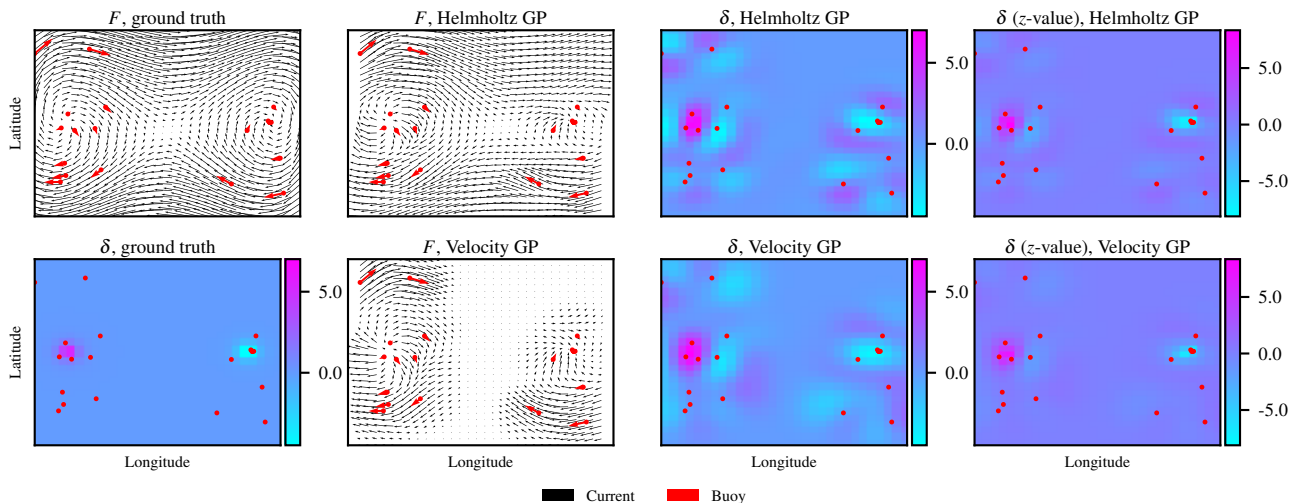 F, ground truth
F, Helmholtz GP
δ, Helmholtz GP
δ (z-value), Helmholtz GP
Latitude
5.0
0.0
5.0
0.0
-5.0
δ, ground truth
F, Velocity GP
δ, Velocity GP
δ (z-value), Velocity GP
Latitude
5.0
0.0
5.0
0.0
5.0
0.0
-5.0
Longitude
Longitude
Longitude
Longitude
Current
Buoy